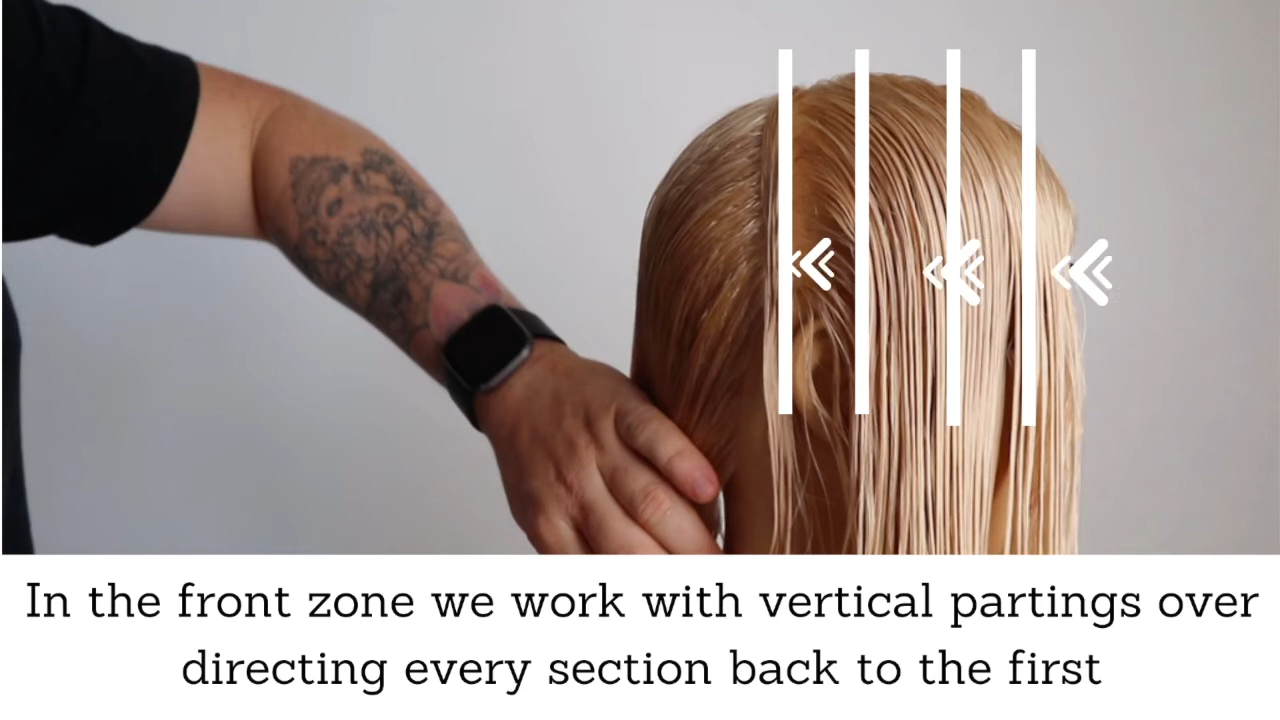 In the front zone we work with vertical partings over
directing every section back to the first